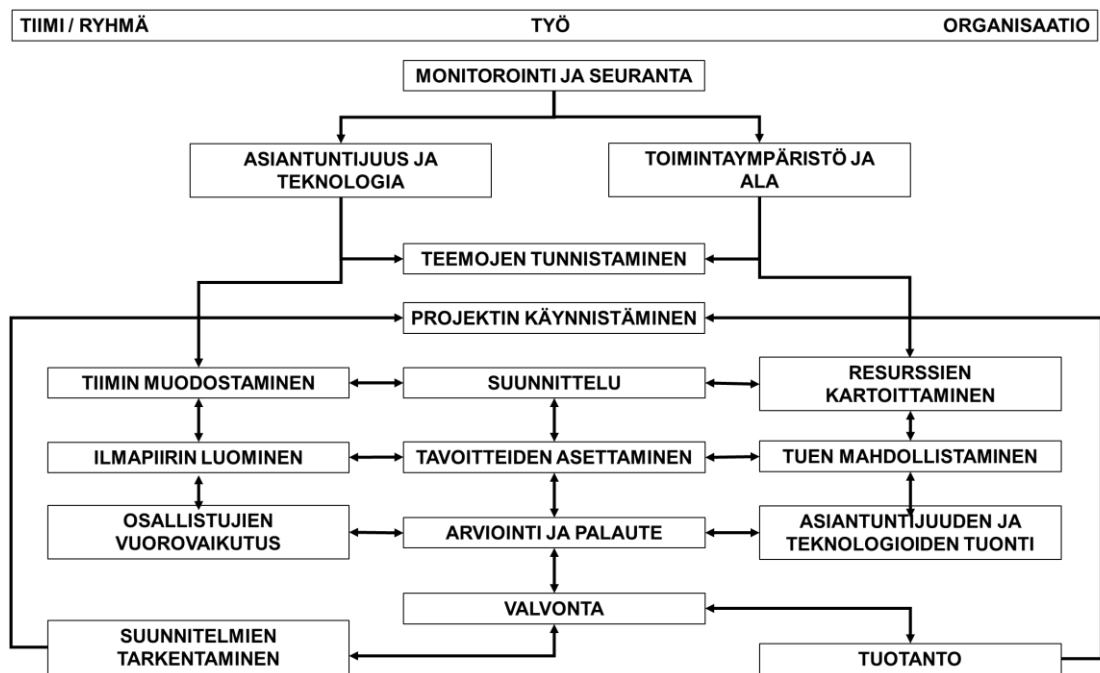 TIIMI / RYHMÄ TYÖ ORGANISAATIO
MONITOROINTI JA SEURANTA
ASIANTUNTIJUUS JA
TEKNOLOGIA
TOIMINTAYMPÄRISTÖ JA
ALA
TEEMOJEN TUNNISTAMINEN
PROJEKTIN KÄYNNISTÄMINEN
TIIMIN MUODOSTAMINEN
SUUNNITTELU
RESURSSIEN
KARTOITTAMINEN
ILMAPIIRIN LUOMINEN
TAVOITTEIDEN ASETTAMINEN
TUEN MAHDOLLISTAMINEN
OSALLISTUJIEN
VUOROVAIKUTUS
ARVIOINTI JA PALAUTE
ASIANTUNTIJUUDEN JA
TEKNOLOGIOIDEN TUONTI
VALVONTA
SUUNNITELMIEN
TARKENTAMINEN
TUOTANTO